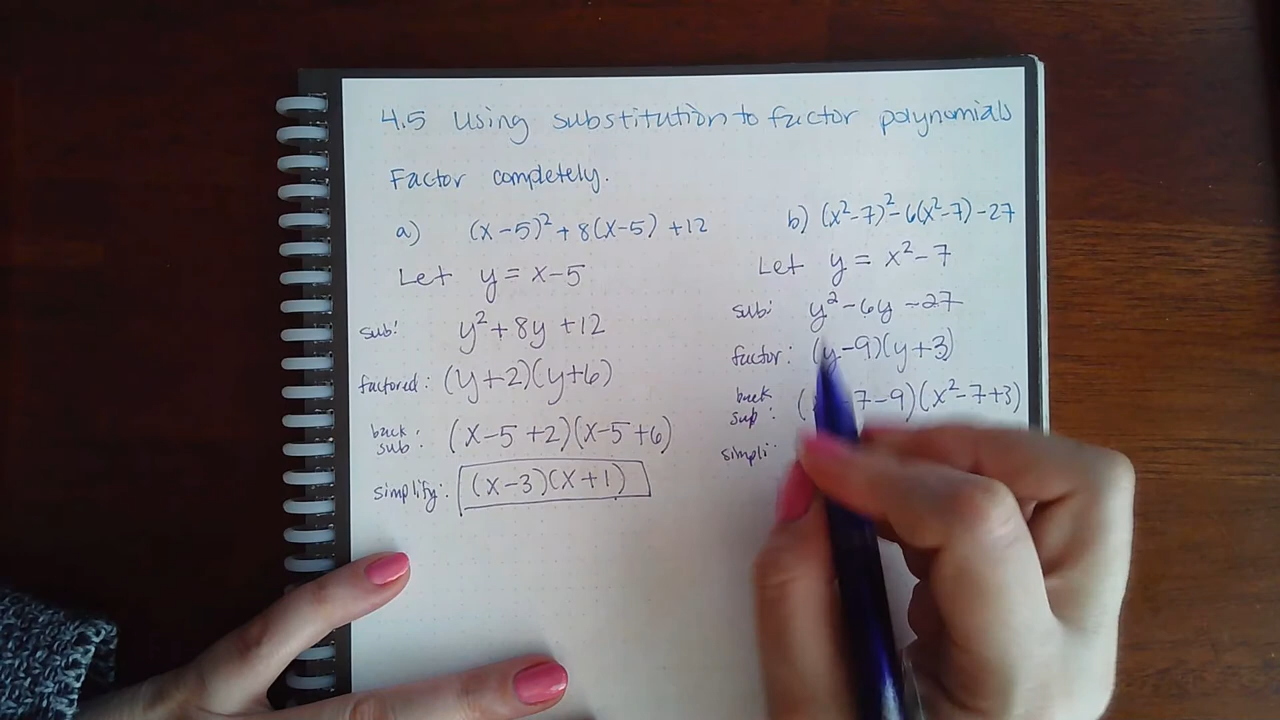 4.5 Using substitution to factor polynomials
Factor completely.
a) (x-5)²+8(x-5)+12
Let y=x-5
sub: y²+8y+12
factored: (y+2)(y+6)
back sub: (x-5+2)(x-5+6)
simplify: (x-3)(x+1)
b) (x²-7)²-6(x²-7)-27
Let y=x²-7
sub: y²-6y-27
factor: (y-9)(y+3)
back sub: ( -7-9)(x²-7+3)
simpli